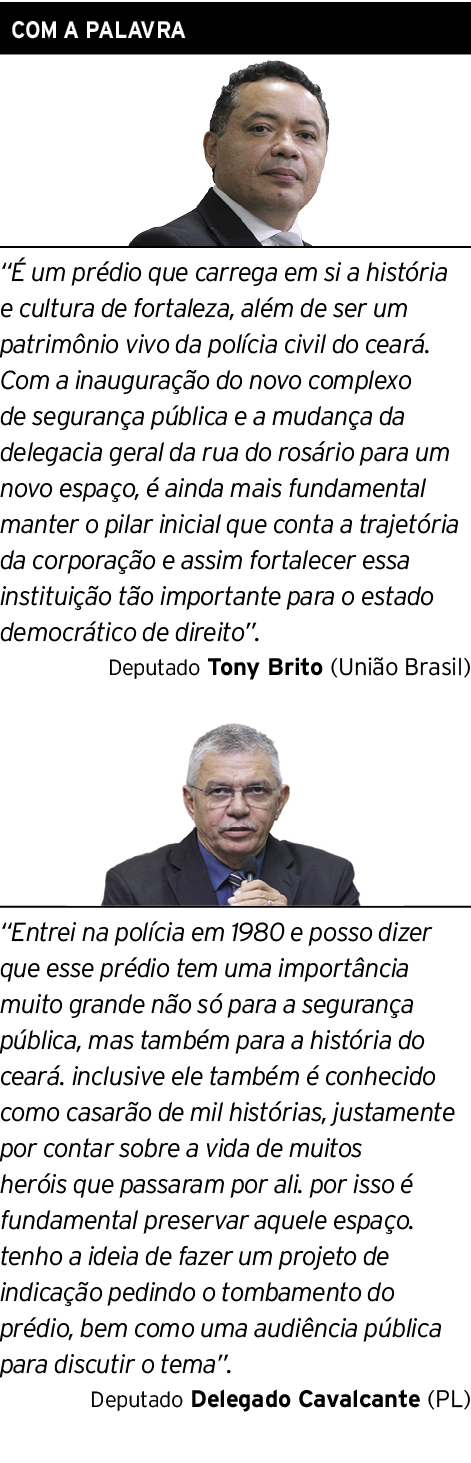 COM A PALAVRA
“É um prédio que carrega em si a história
e cultura de fortaleza, além de ser um
patrimônio vivo da polícia civil do ceará.
Com a inauguração do novo complexo
de segurança pública e a mudança da
delegacia geral da rua do rosário para um
novo espaço, é ainda mais fundamental
manter o pilar inicial que conta a trajetória
da corporação e assim fortalecer essa
instituição tão importante para o estado
democrático de direito”.
Deputado Tony Brito (União Brasil)
“Entrei na polícia em 1980 e posso dizer
que esse prédio tem uma importância
muito grande não só para a segurança
pública, mas também para a história do
ceará. inclusive ele também é conhecido
como casarão de mil histórias, justamente
por contar sobre a vida de muitos
heróis que passaram por ali. por isso é
fundamental preservar aquele espaço.
tenho a ideia de fazer um projeto de
indicação pedindo o tombamento do
prédio, bem como uma audiência pública
para discutir o tema”.
Deputado Delegado Cavalcante (PL)